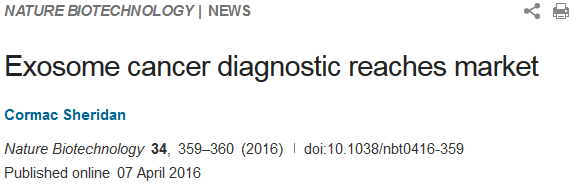 NATURE BIOTECHNOLOGY | NEWS
Exosome cancer diagnostic reaches market
Cormac Sheridan
Nature Biotechnology 34, 359–360 (2016) | doi:10.1038/nbt0416-359
Published online 07 April 2016